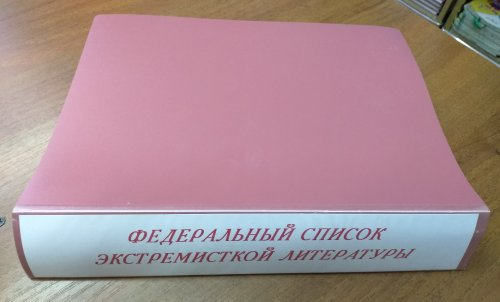 ФЕДЕРАЛЬНЫЙ СПИСОК
ЭКСТРЕМИСТКОЙ ЛИТЕРАТУРЫ